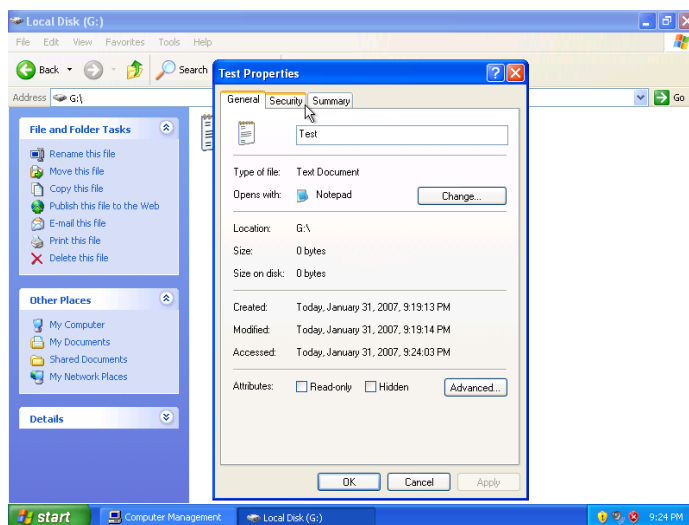 Local Disk (G:)
File Edit View Favorites Tools Help
Back Search
Address G:\ Go
File and Folder Tasks
Rename this file
Move this file
Copy this file
Publish this file to the Web
E-mail this file
Print this file
Delete this file
Other Places
My Computer
My Documents
Shared Documents
My Network Places
Details
Test Properties
General Security Summary
Test
Type of file: Text Document
Opens with: Notepad Change...
Location: G:\
Size: 0 bytes
Size on disk: 0 bytes
Created: Today, January 31, 2007, 9:19:13 PM
Modified: Today, January 31, 2007, 9:19:14 PM
Accessed: Today, January 31, 2007, 9:24:03 PM
Attributes: Read-only Hidden Advanced...
OK Cancel Apply
start Computer Management Local Disk (G:) 9:24 PM